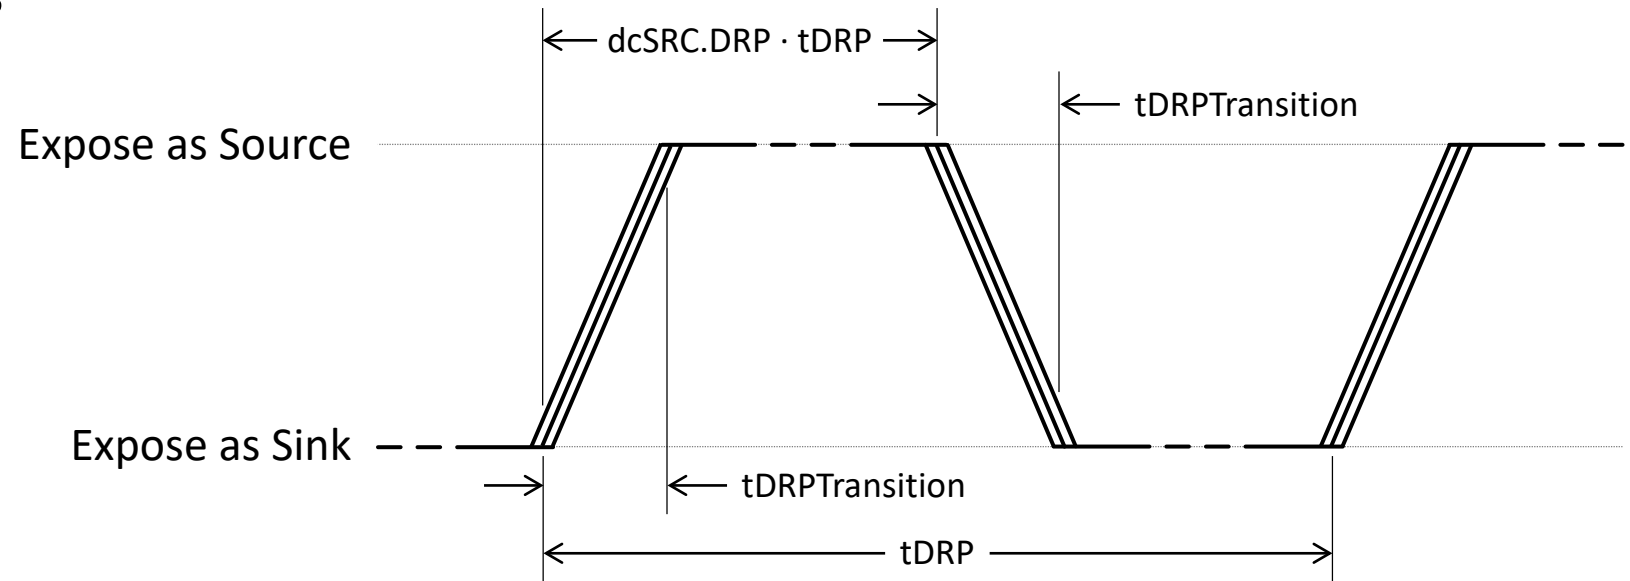 dcSRC.DRP · tDRP
tDRPTransition
Expose as Source
Expose as Sink
tDRPTransition
tDRP